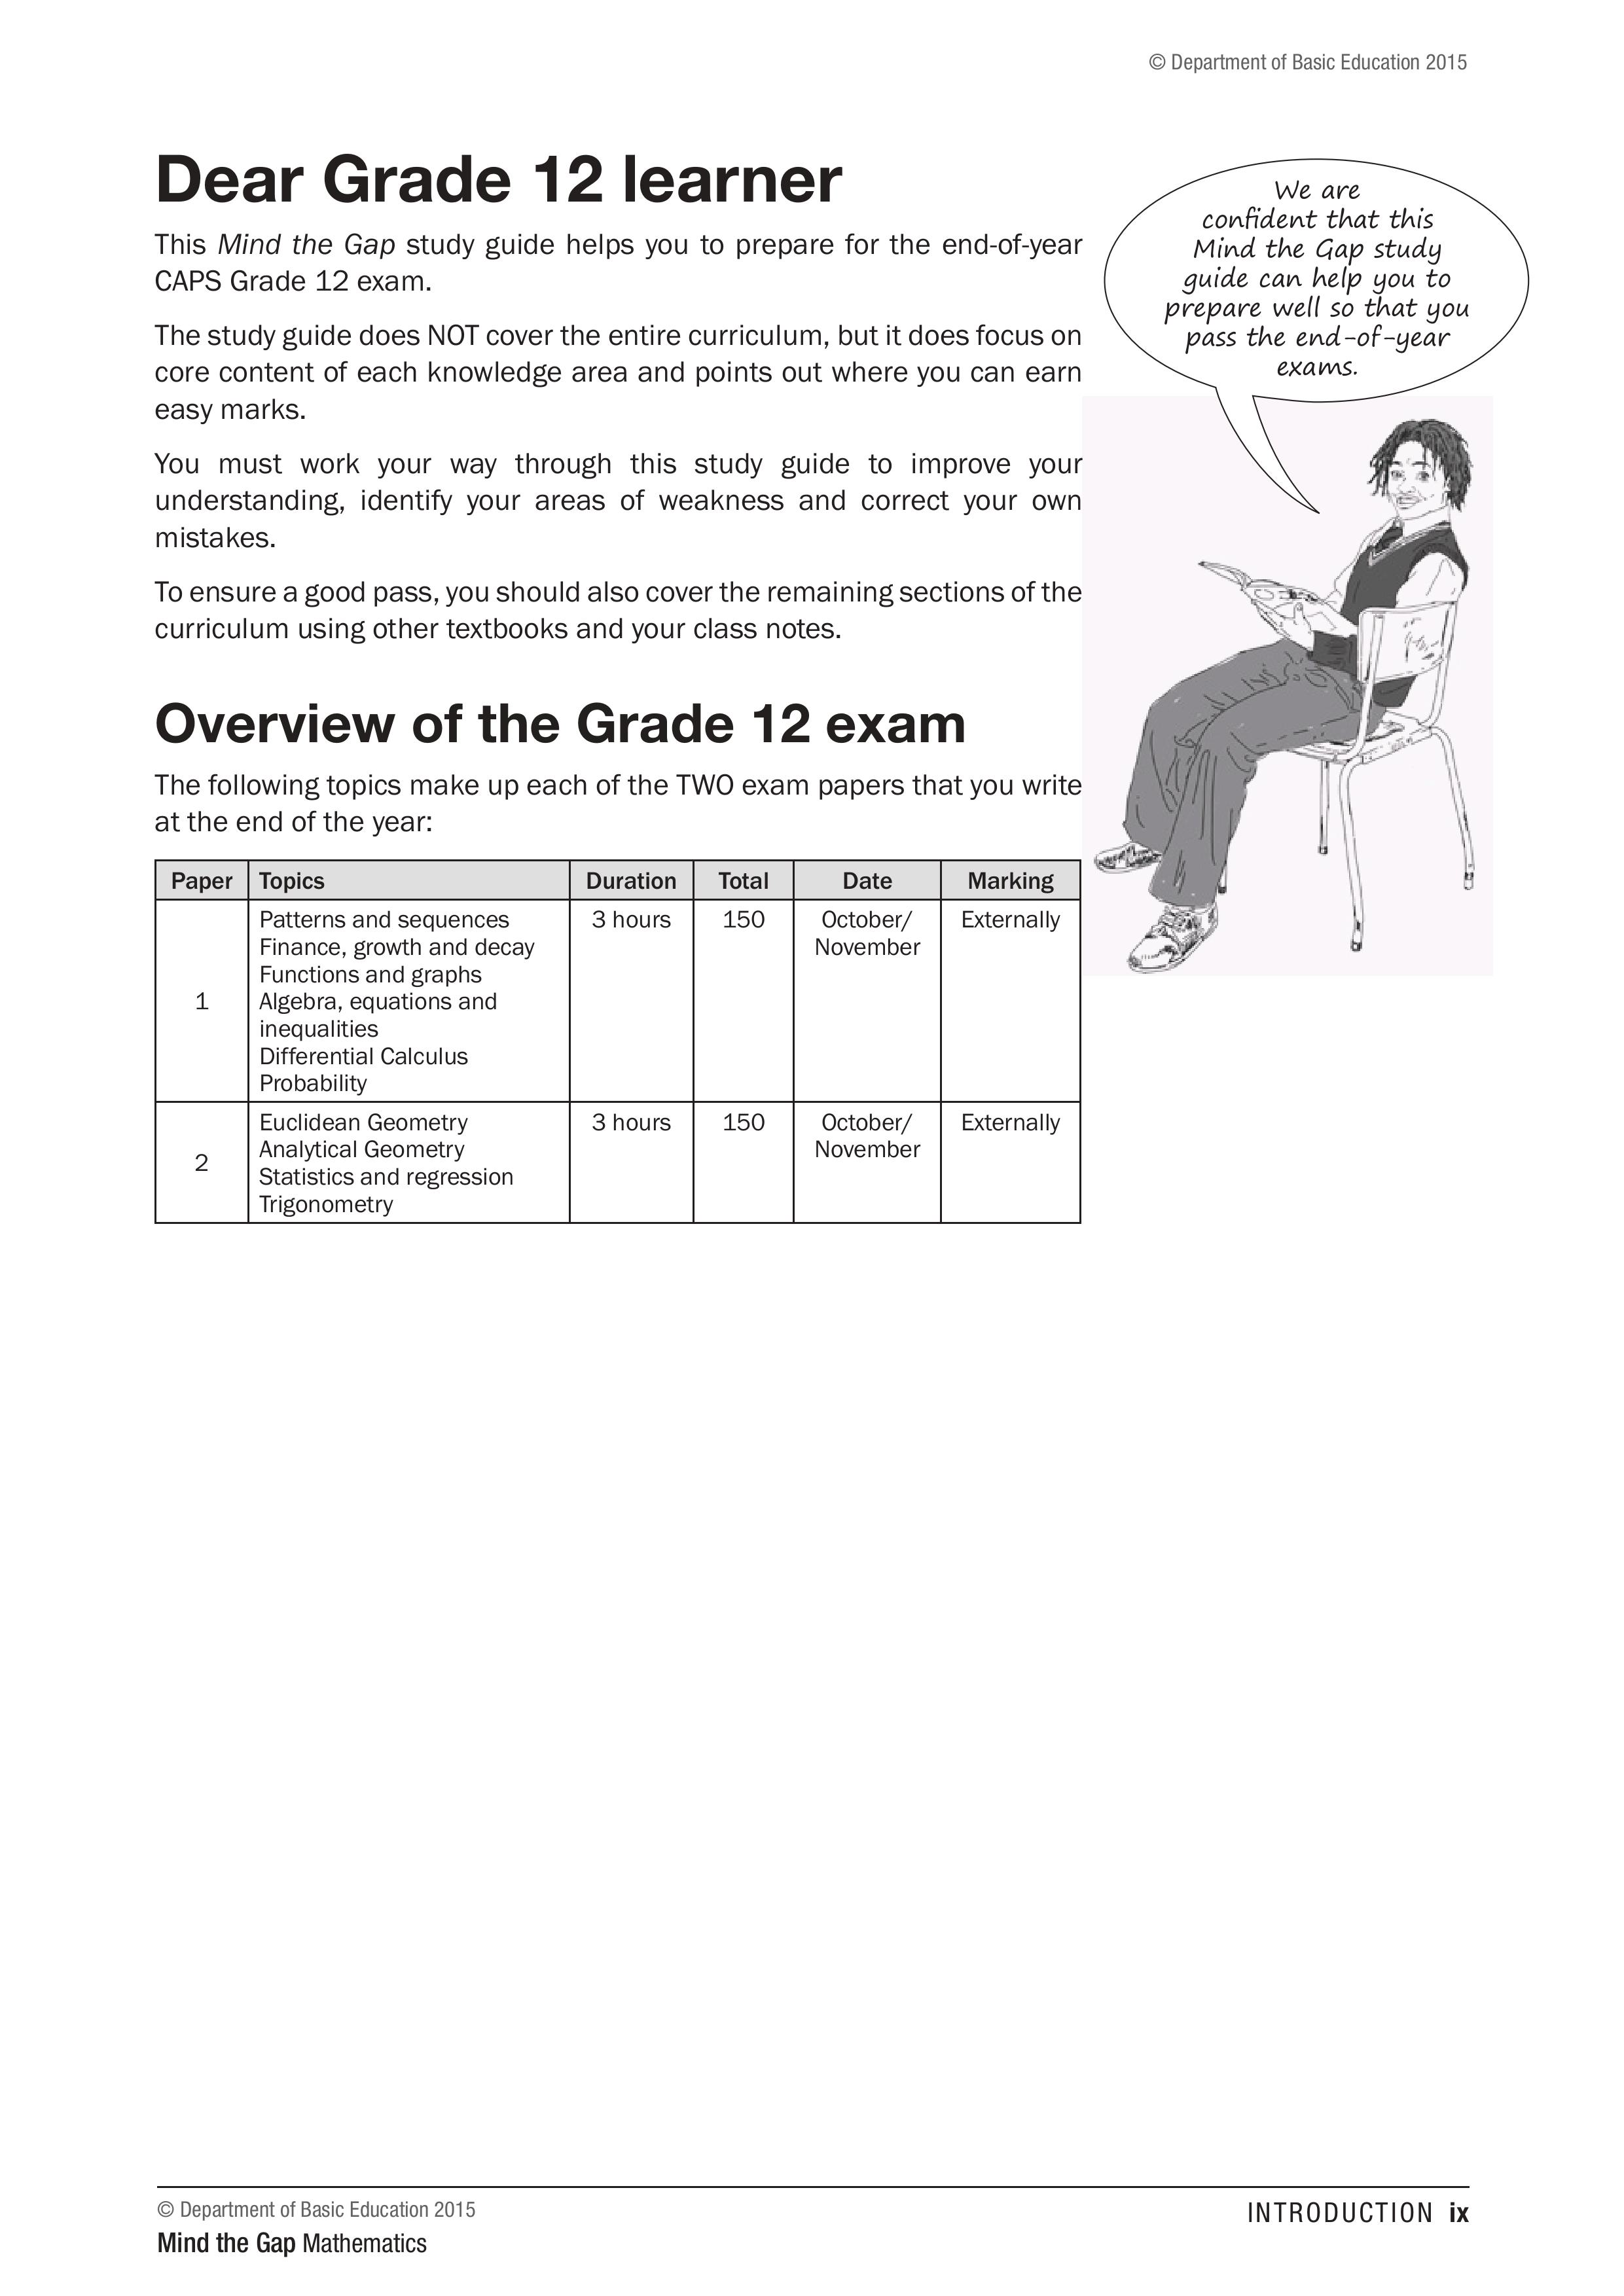 © Department of Basic Education 2015
Dear Grade 12 learner
This Mind the Gap study guide helps you to prepare for the end-of-year
CAPS Grade 12 exam.
The study guide does NOT cover the entire curriculum, but it does focus on
core content of each knowledge area and points out where you can earn
easy marks.
You must work your way through this study guide to improve your
understanding, identify your areas of weakness and correct your own
mistakes.
To ensure a good pass, you should also cover the remaining sections of the
curriculum using other textbooks and your class notes.
We are
confident that this
Mind the Gap study
guide can help you to
prepare well so that you
pass the end-of-year
exams.
Overview of the Grade 12 exam
The following topics make up each of the TWO exam papers that you write
at the end of the year:
Paper Topics Duration Total Date Marking
1
Patterns and sequences
Finance, growth and decay
Functions and graphs
Algebra, equations and
inequalities
Differential Calculus
Probability
3 hours
150
October/
November
Externally
2
Euclidean Geometry
Analytical Geometry
Statistics and regression
Trigonometry
3 hours
150
October/
November
Externally
© Department of Basic Education 2015
Mind the Gap Mathematics
INTRODUCTION ix